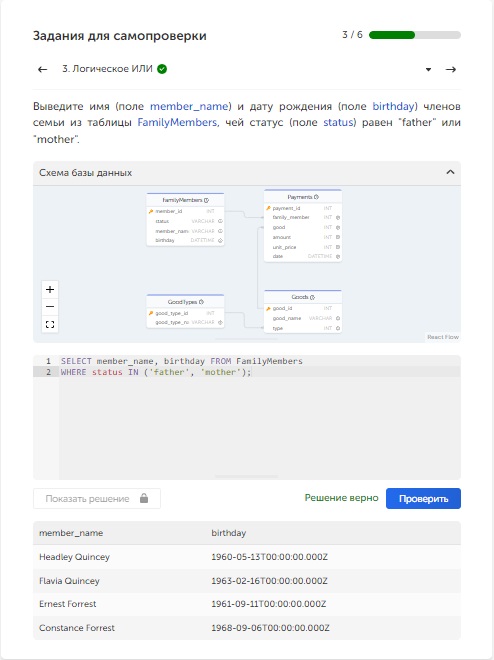 Задания для самопроверки
3 / 6
3. Логическое ИЛИ
Выведите имя (поле member_name) и дату рождения (поле birthday) членов
семьи из таблицы FamilyMembers, чей статус (поле status) равен "father" или
"mother".
Схема базы данных
FamilyMembers
member_id INT
status VARCHAR
member_nam VARCHAR
birthday DATETIME
Payments
payment_id INT
family_member INT
good INT
amount INT
unit_price INT
date DATETIME
GoodTypes
good_type_id INT
good_type_na VARCHAR
Goods
good_id INT
good_name VARCHAR
type INT
React Flow
1 SELECT member_name, birthday FROM FamilyMembers
2 WHERE status IN ('father', 'mother');
Показать решение
Решение верно
Проверить
member_name birthday
Headley Quincey 1960-05-13T00:00:00.000Z
Flavia Quincey 1963-02-16T00:00:00.000Z
Ernest Forrest 1961-09-11T00:00:00.000Z
Constance Forrest 1968-09-06T00:00:00.000Z